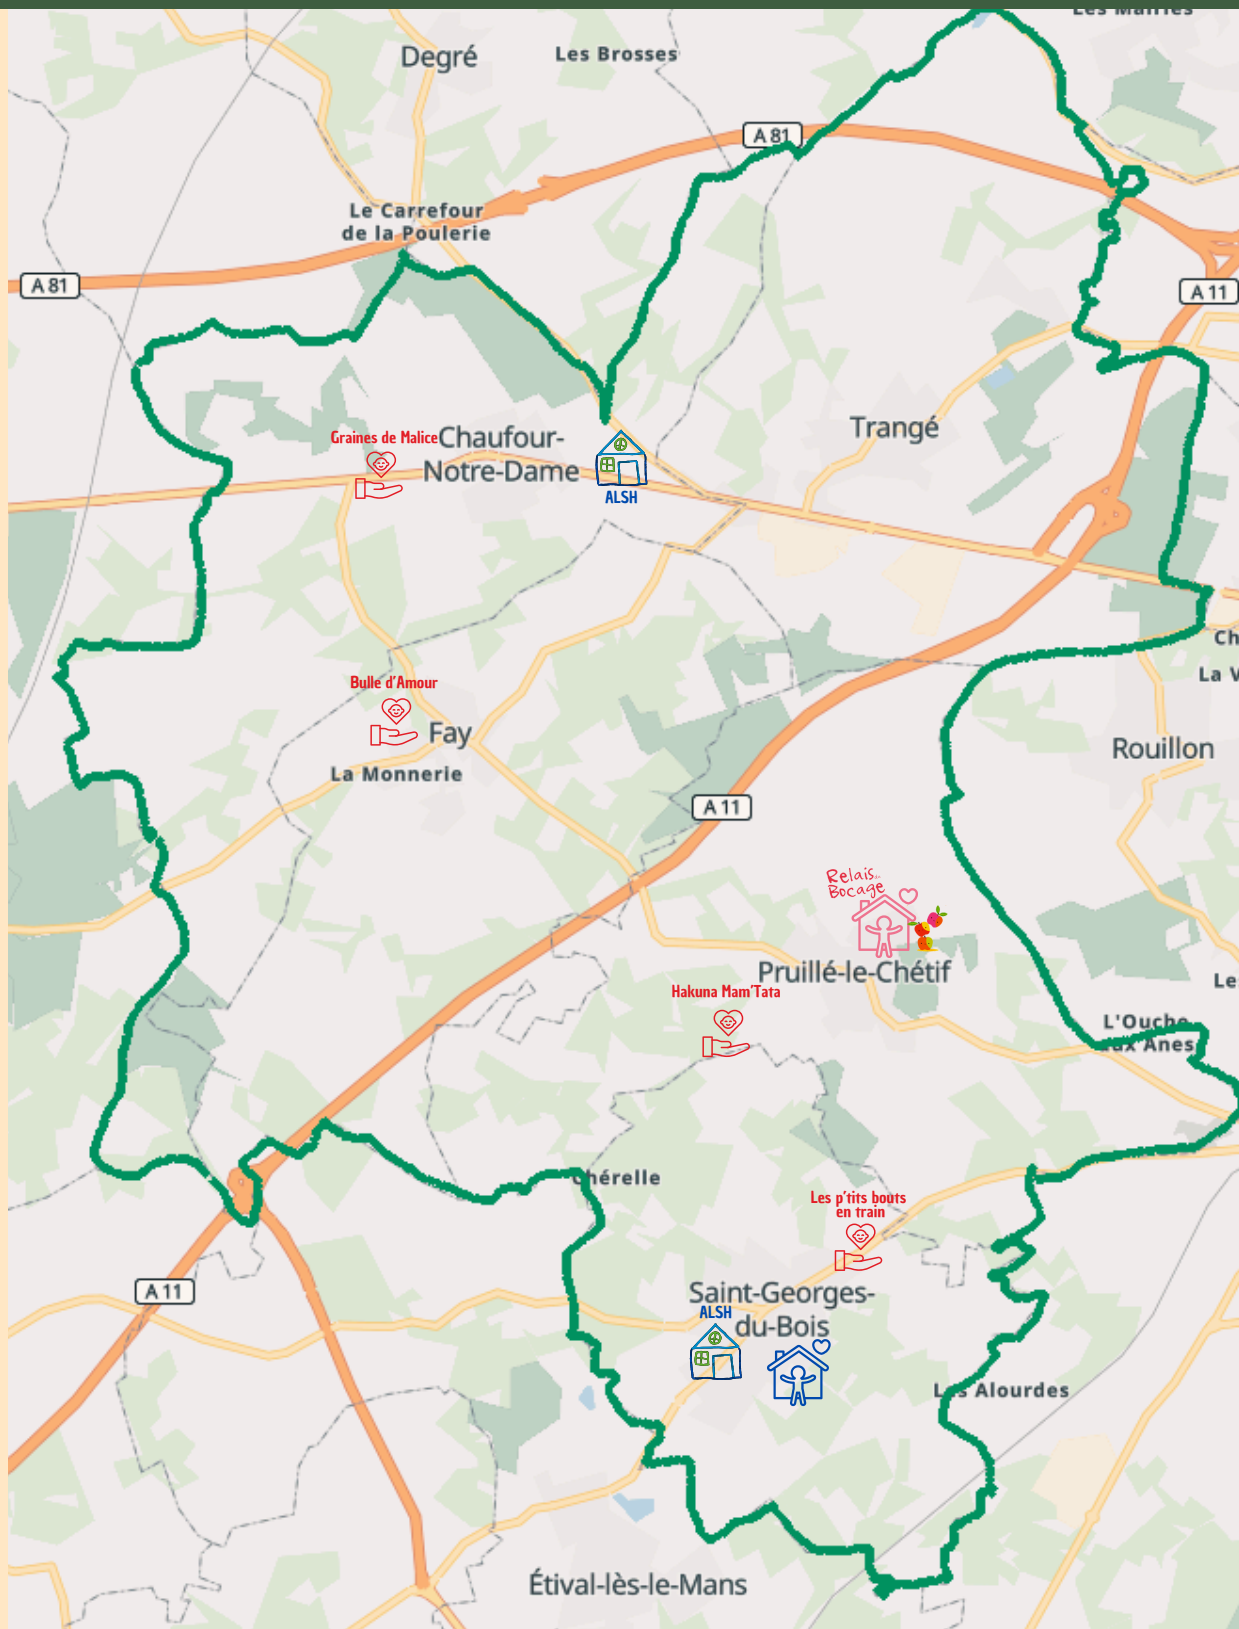 Les Mairies
Degré
Les Brosses
A 81
Le Carrefour
de la Poulerie
A 81
A 11
Trangé
Graines de Malice
Chaufour-
Notre-Dame
ALSH
Ch
La V
Bulle d'Amour
Fay
La Monnerie
Rouillon
A 11
Relais..
Bocage
Pruillé-le-Chétif
Les
Hakuna Mam'Tata
L'Ouche
aux Anes
Chérelle
Les p'tits bouts
en train
A 11
Saint-Georges-
du-Bois
ALSH
Les Alourdes
Étival-lès-le-Mans